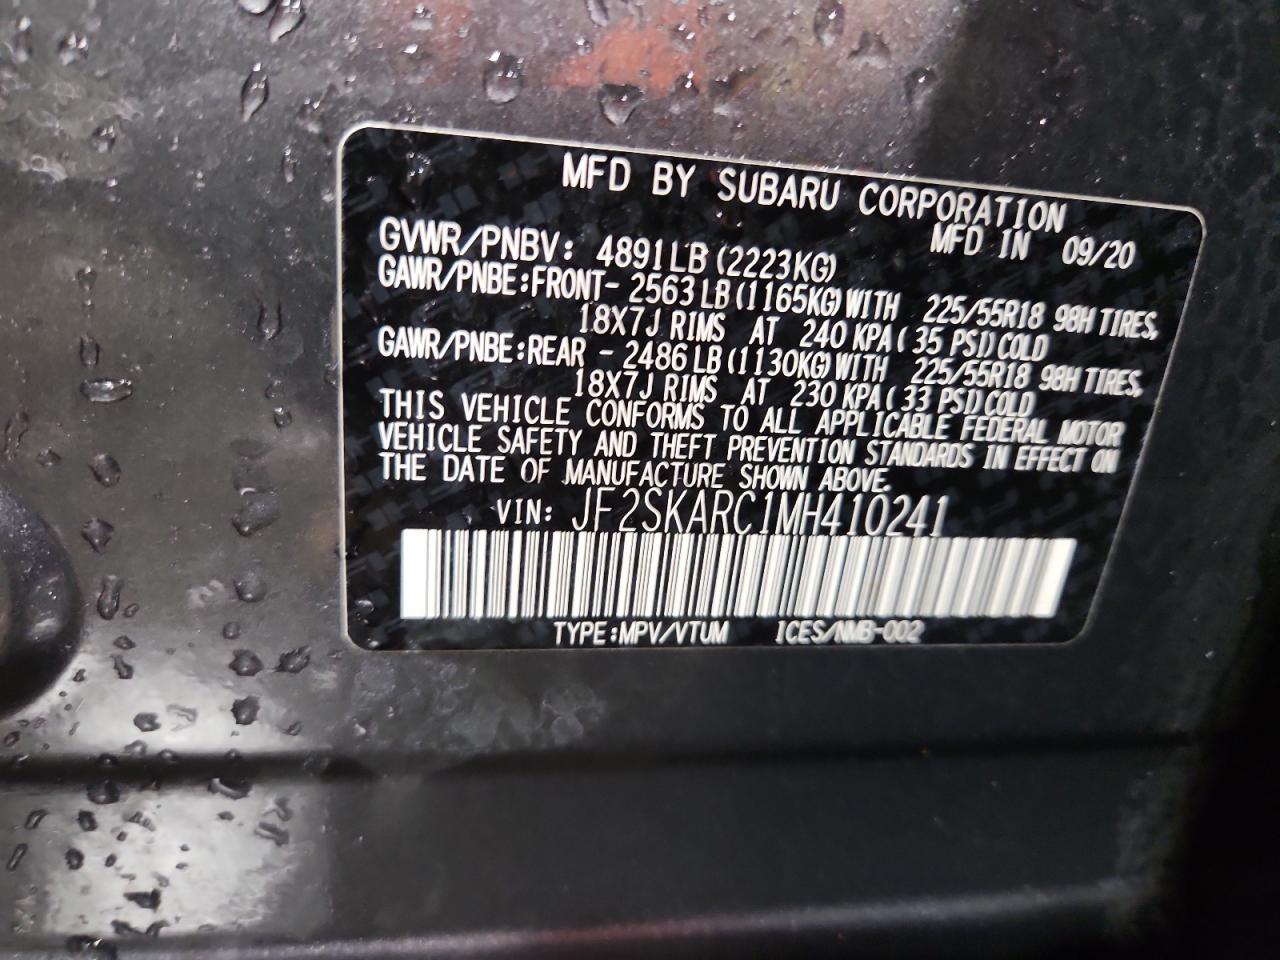 MFD BY SUBARU CORPORATION
MFD IN 09/20
GVWR/PNBV: 4891LB(2223KG)
GAWR/PNBE:FRONT- 2563LB(1165KG)WITH 225/55R18 98H TIRES,
18X7J RIMS AT 240 KPA(35 PSI)COLD
GAWR/PNBE:REAR - 2486LB(1130KG)WITH 225/55R18 98H TIRES,
18X7J RIMS AT 230 KPA(33 PSI)COLD
THIS VEHICLE CONFORMS TO ALL APPLICABLE FEDERAL MOTOR
VEHICLE SAFETY AND THEFT PREVENTION STANDARDS IN EFFECT ON
THE DATE OF MANUFACTURE SHOWN ABOVE.
VIN: JF2SKARC1MH410241
TYPE:MPV/VTUM ICES/NMB-002